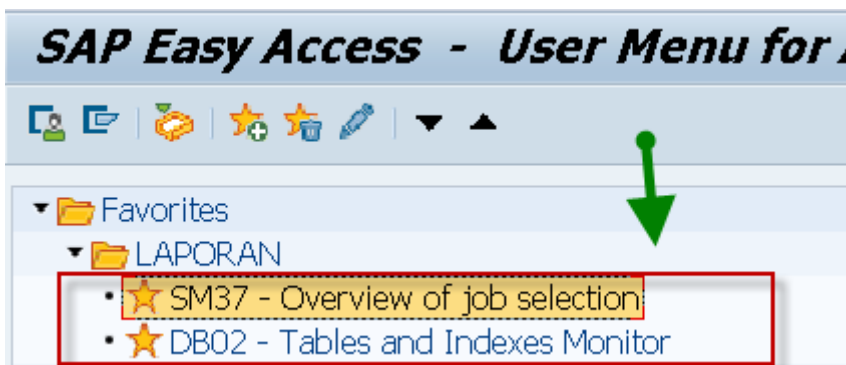 SAP Easy Access - User Menu for
Favorites
LAPORAN
SM37 - Overview of job selection
DB02 - Tables and Indexes Monitor